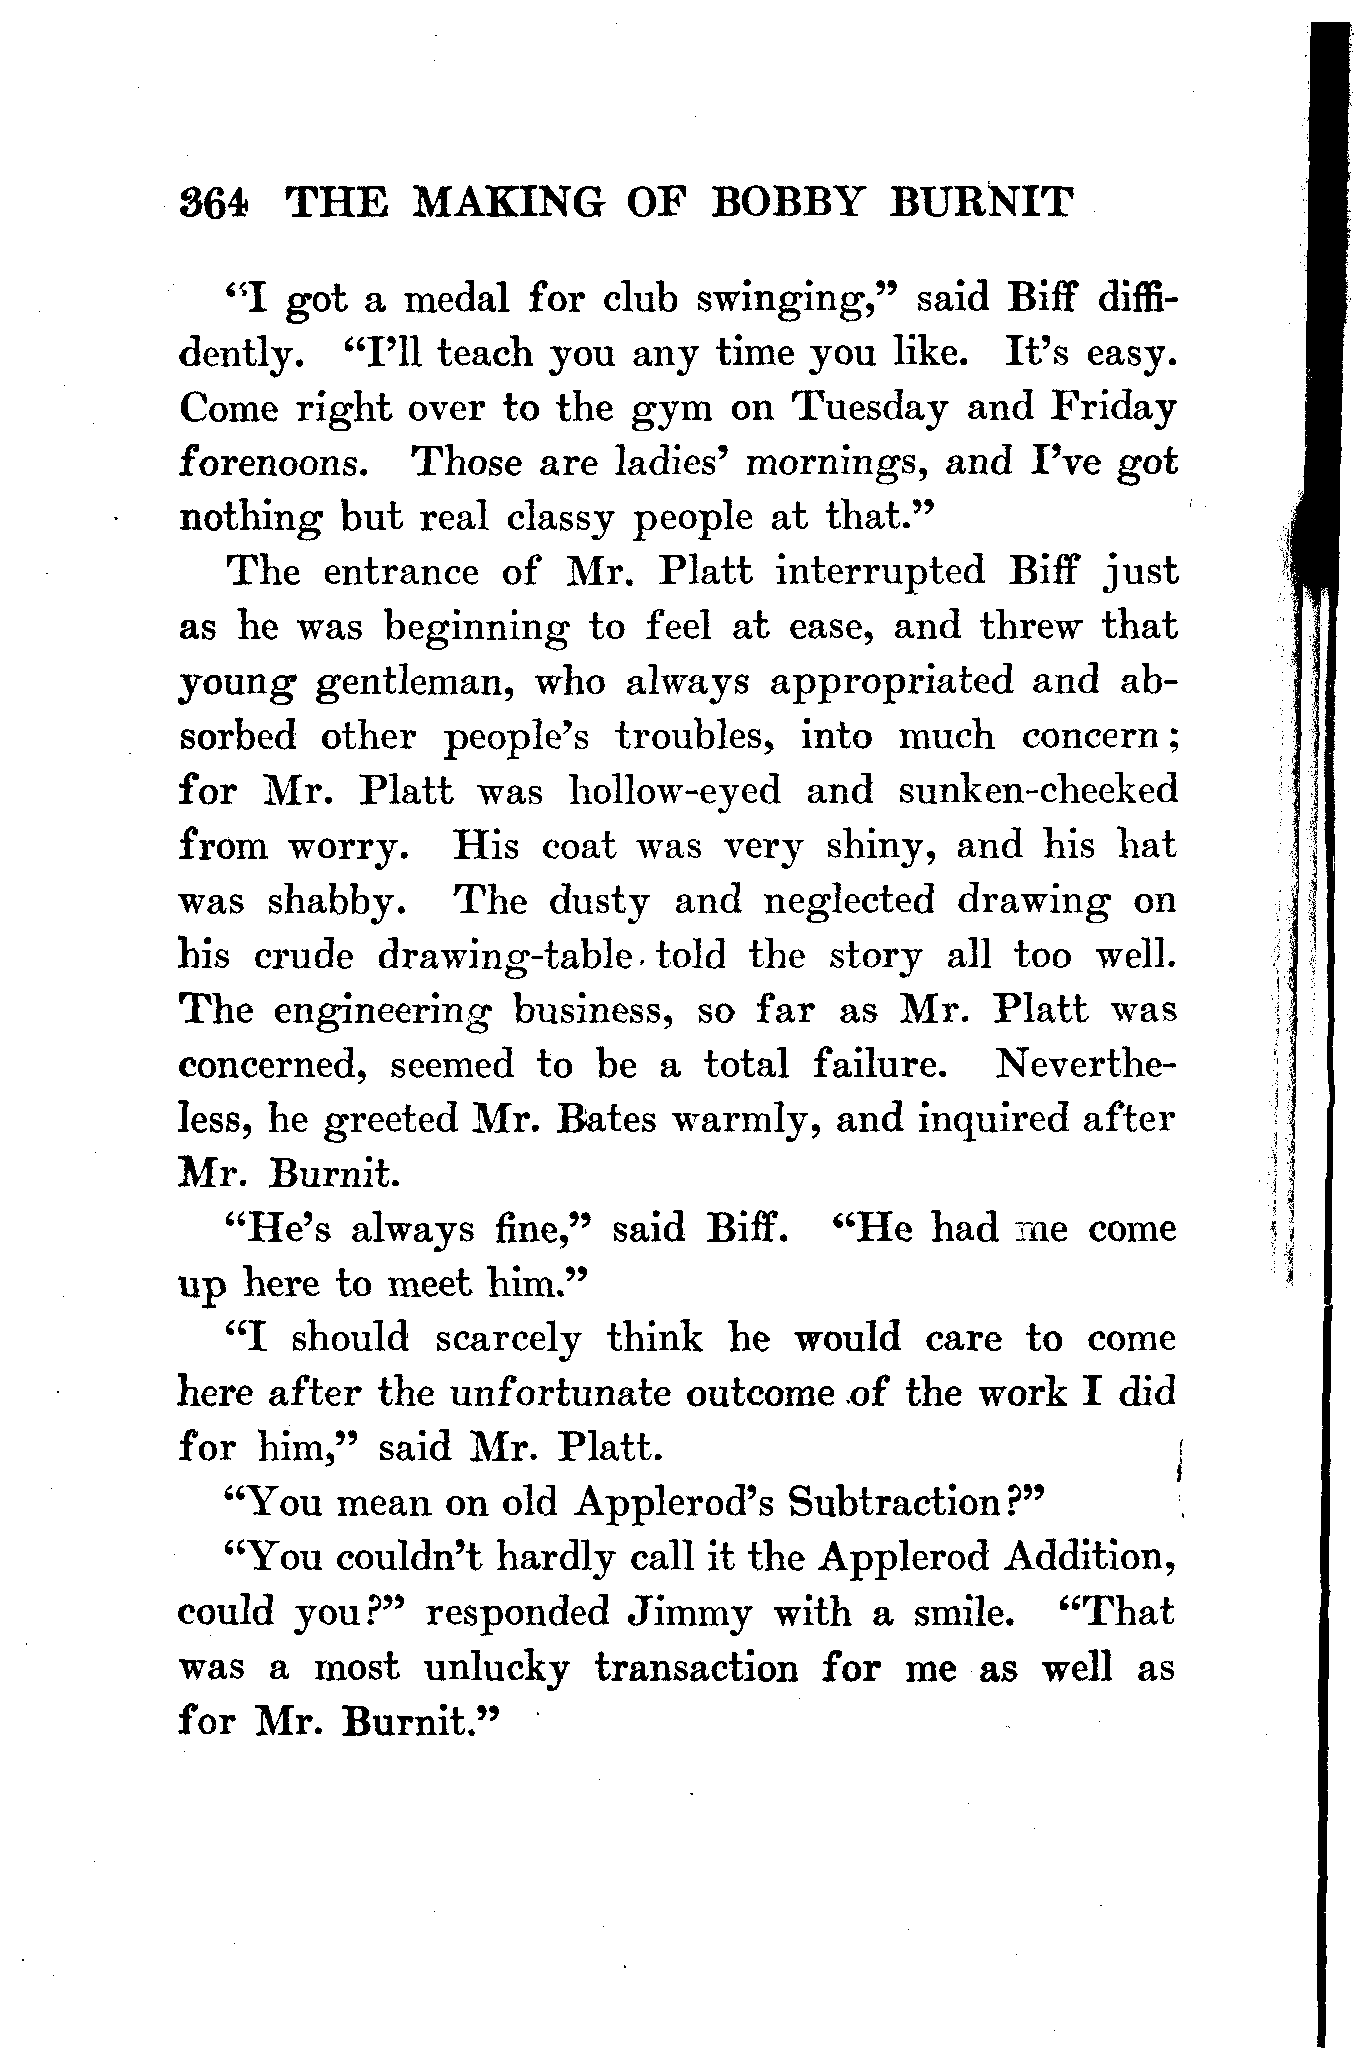 364 THE MAKING OF BOBBY BURNIT
“I got a medal for club swinging,” said Biff diffi-
dently. “I’ll teach you any time you like. It’s easy.
Come right over to the gym on Tuesday and Friday
forenoons. Those are ladies’ mornings, and I’ve got
nothing but real classy people at that.”
The entrance of Mr. Platt interrupted Biff just
as he was beginning to feel at ease, and threw that
young gentleman, who always appropriated and ab-
sorbed other people’s troubles, into much concern;
for Mr. Platt was hollow-eyed and sunken-cheeked
from worry. His coat was very shiny, and his hat
was shabby. The dusty and neglected drawing on
his crude drawing-table told the story all too well.
The engineering business, so far as Mr. Platt was
concerned, seemed to be a total failure. Neverthe-
less, he greeted Mr. Bates warmly, and inquired after
Mr. Burnit.
“He’s always fine,” said Biff. “He had me come
up here to meet him.”
“I should scarcely think he would care to come
here after the unfortunate outcome of the work I did
for him,” said Mr. Platt.
“You mean on old Applerod’s Subtraction?”
“You couldn’t hardly call it the Applerod Addition,
could you?” responded Jimmy with a smile. “That
was a most unlucky transaction for me as well as
for Mr. Burnit.”